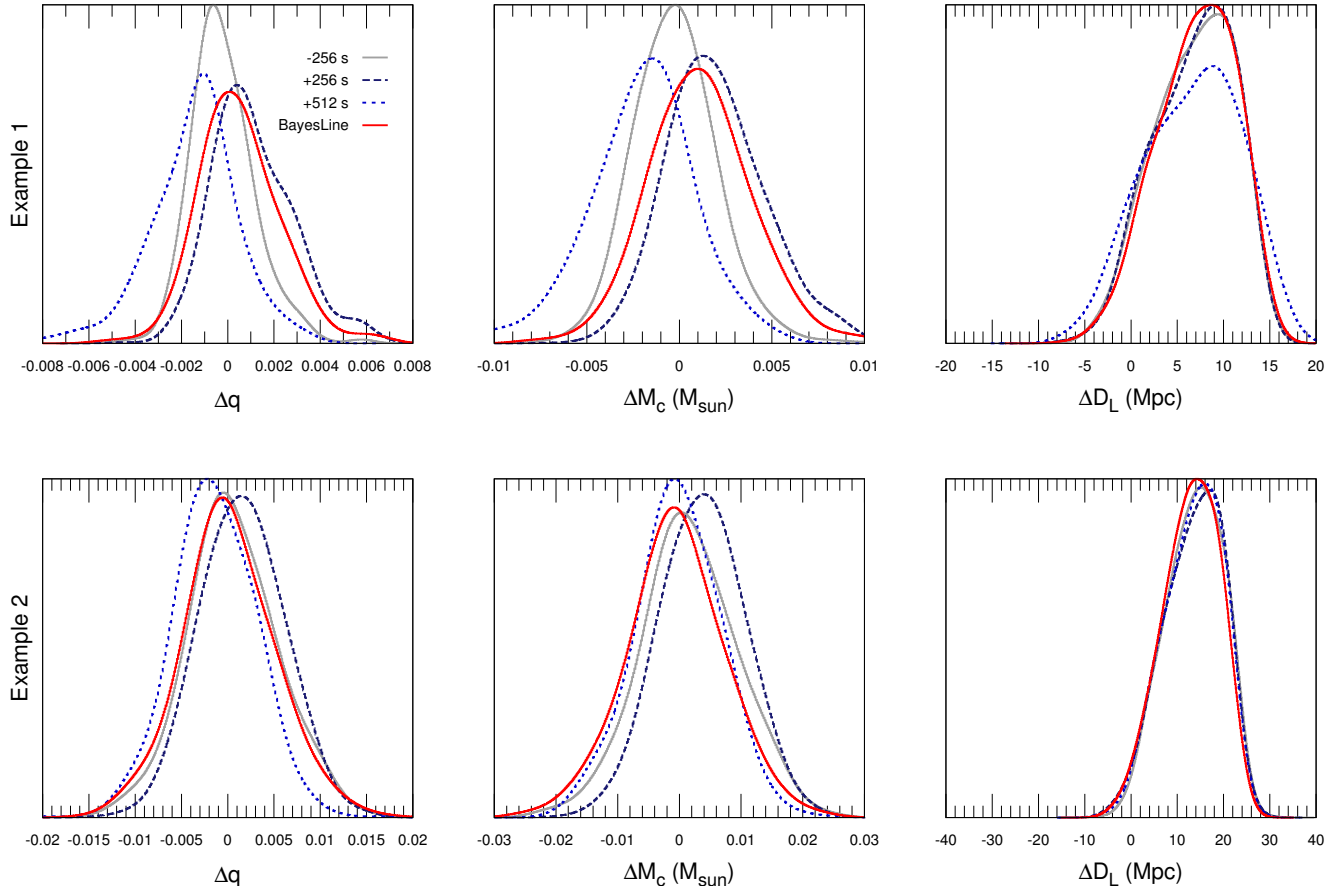 Example 1
-256 s
+256 s
+512 s
BayesLine
-0.008 -0.006 -0.004 -0.002 0 0.002 0.004 0.006 0.008
Δq
-0.01 -0.005 0 0.005 0.01
ΔM_c (M_sun)
-20 -15 -10 -5 0 5 10 15 20
ΔD_L (Mpc)
Example 2
-0.02 -0.015 -0.01 -0.005 0 0.005 0.01 0.015 0.02
Δq
-0.03 -0.02 -0.01 0 0.01 0.02 0.03
ΔM_c (M_sun)
-40 -30 -20 -10 0 10 20 30 40
ΔD_L (Mpc)